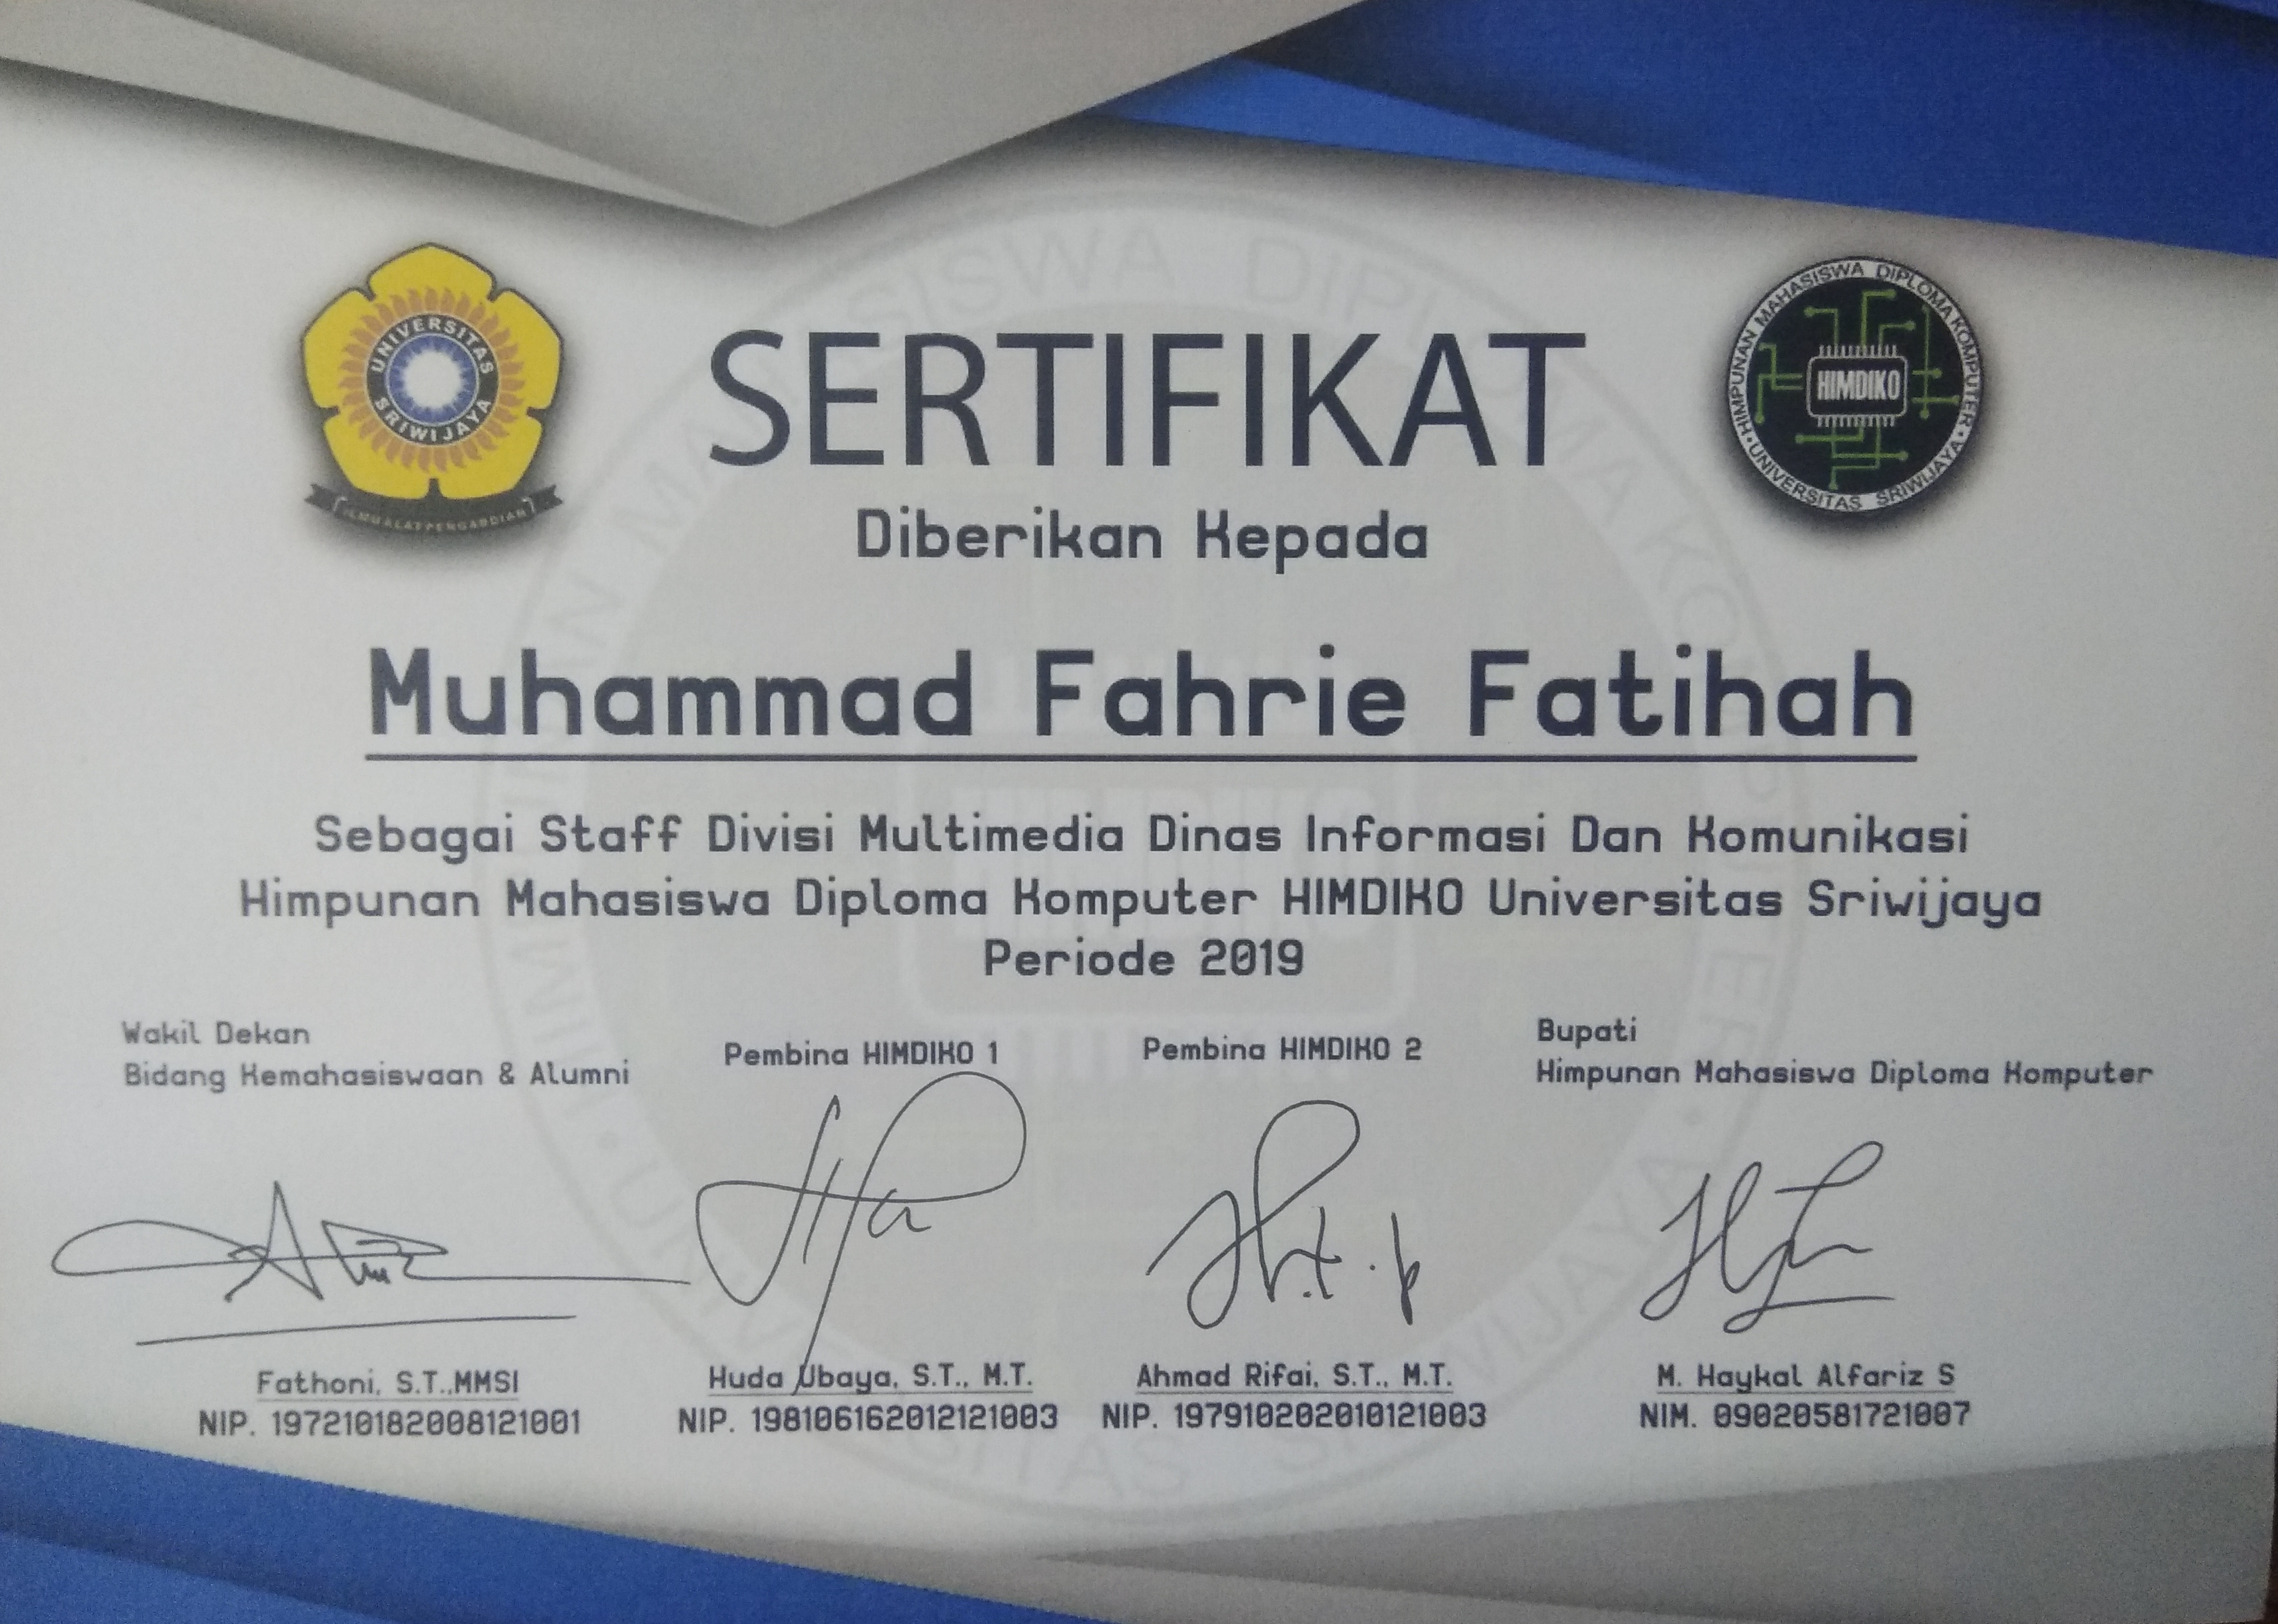 UNIVERSITAS SRIWIJAYA
ILMU ALAT PENGABDIAN
HIMPUNAN MAHASISWA DIPLOMA KOMPUTER
HIMDIKO
UNIVERSITAS SRIWIJAYA
SERTIFIKAT
Diberikan Kepada
Muhammad Fahrie Fatihah
Sebagai Staff Divisi Multimedia Dinas Informasi Dan Komunikasi
Himpunan Mahasiswa Diploma Komputer HIMDIKO Universitas Sriwijaya
Periode 2019
Wakil Dekan
Bidang Kemahasiswaan & Alumni
Fathoni, S.T.,MMSI
NIP. 197210182008121001
Pembina HIMDIKO 1
Huda Ubaya, S.T., M.T.
NIP. 198106162012121003
Pembina HIMDIKO 2
Ahmad Rifai, S.T., M.T.
NIP. 197910202010121003
Bupati
Himpunan Mahasiswa Diploma Komputer
M. Haykal Alfariz S
NIM. 09020581721007